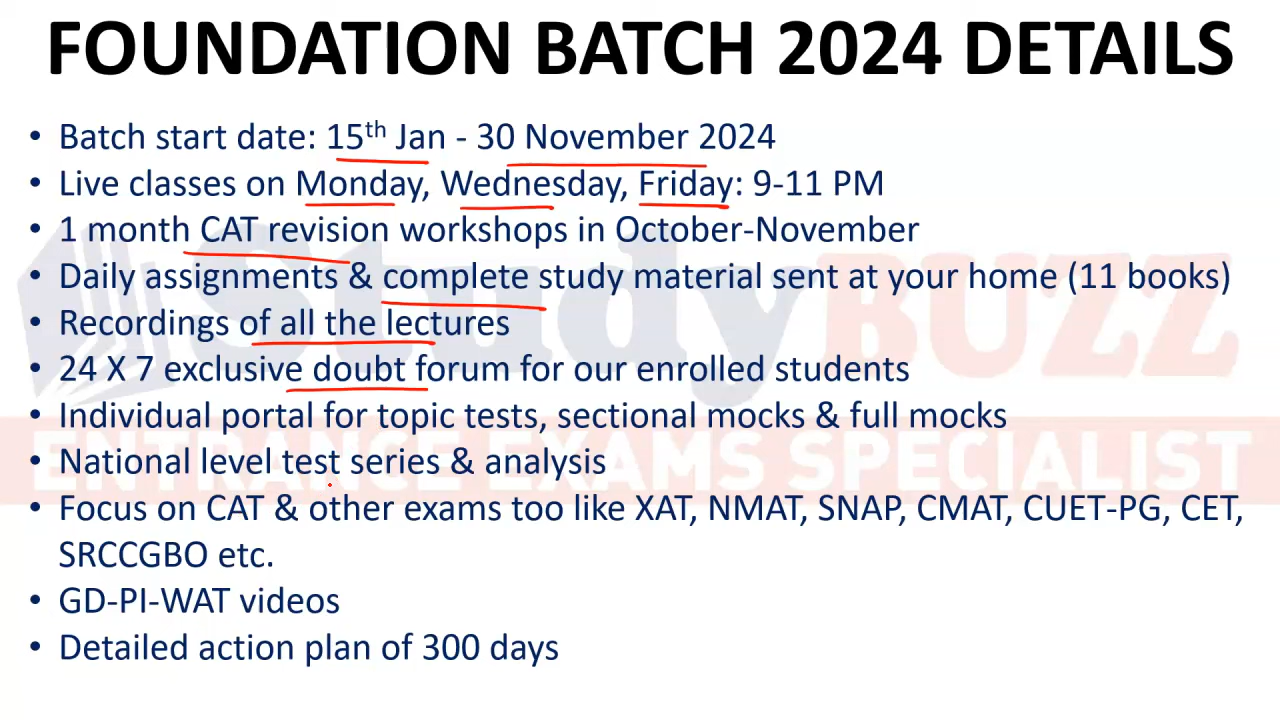 FOUNDATION BATCH 2024 DETAILS
• Batch start date: 15th Jan - 30 November 2024
• Live classes on Monday, Wednesday, Friday: 9-11 PM
• 1 month CAT revision workshops in October-November
• Daily assignments & complete study material sent at your home (11 books)
• Recordings of all the lectures
• 24 X 7 exclusive doubt forum for our enrolled students
• Individual portal for topic tests, sectional mocks & full mocks
• National level test series & analysis
• Focus on CAT & other exams too like XAT, NMAT, SNAP, CMAT, CUET-PG, CET,
SRCCGBO etc.
• GD-PI-WAT videos
• Detailed action plan of 300 days
StudyBUZZ
ENTRANCE EXAMS SPECIALIST